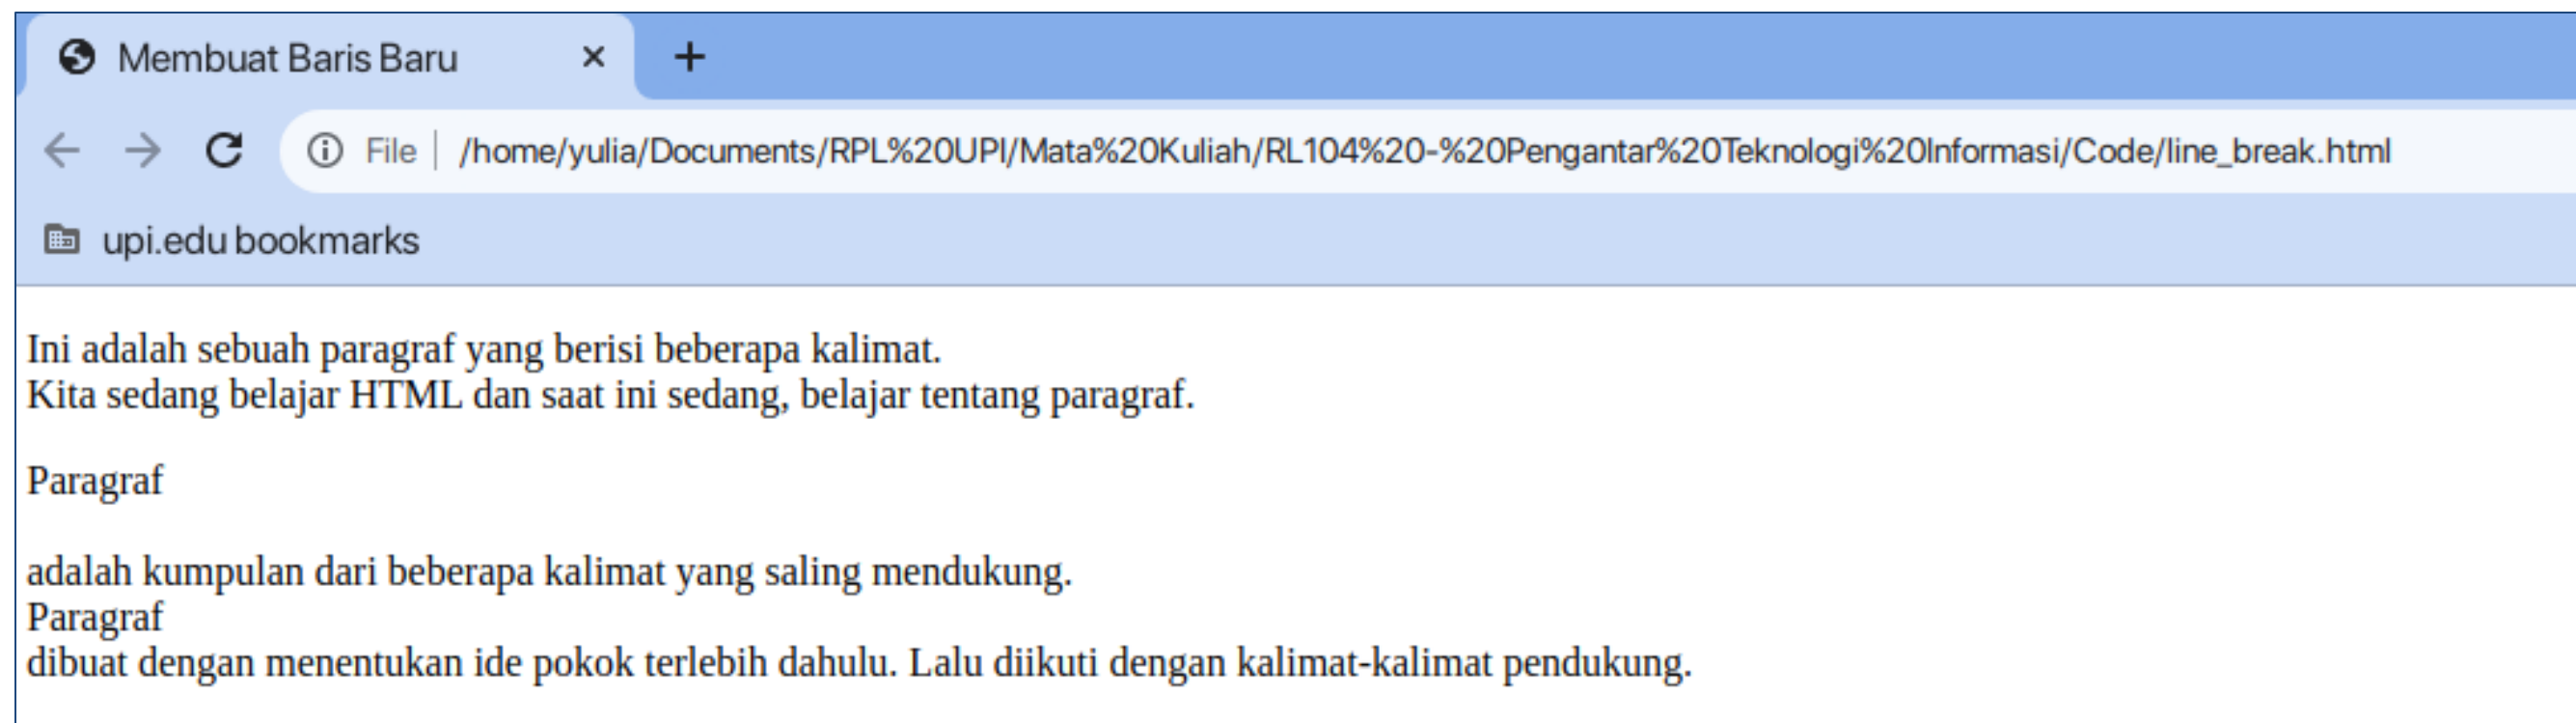 Membuat Baris Baru
File /home/yulia/Documents/RPL%20UPI/Mata%20Kuliah/RL104%20-%20Pengantar%20Teknologi%20Informasi/Code/line_break.html
upi.edu bookmarks
Ini adalah sebuah paragraf yang berisi beberapa kalimat.
Kita sedang belajar HTML dan saat ini sedang, belajar tentang paragraf.
Paragraf
adalah kumpulan dari beberapa kalimat yang saling mendukung.
Paragraf
dibuat dengan menentukan ide pokok terlebih dahulu. Lalu diikuti dengan kalimat-kalimat pendukung.